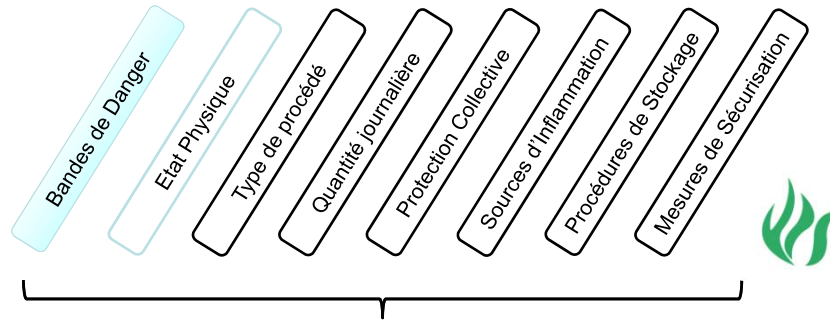 Bandes de Danger
Etat Physique
Type de procédé
Quantité journalière
Protection Collective
Sources d'Inflammation
Procédures de Stockage
Mesures de Sécurisation